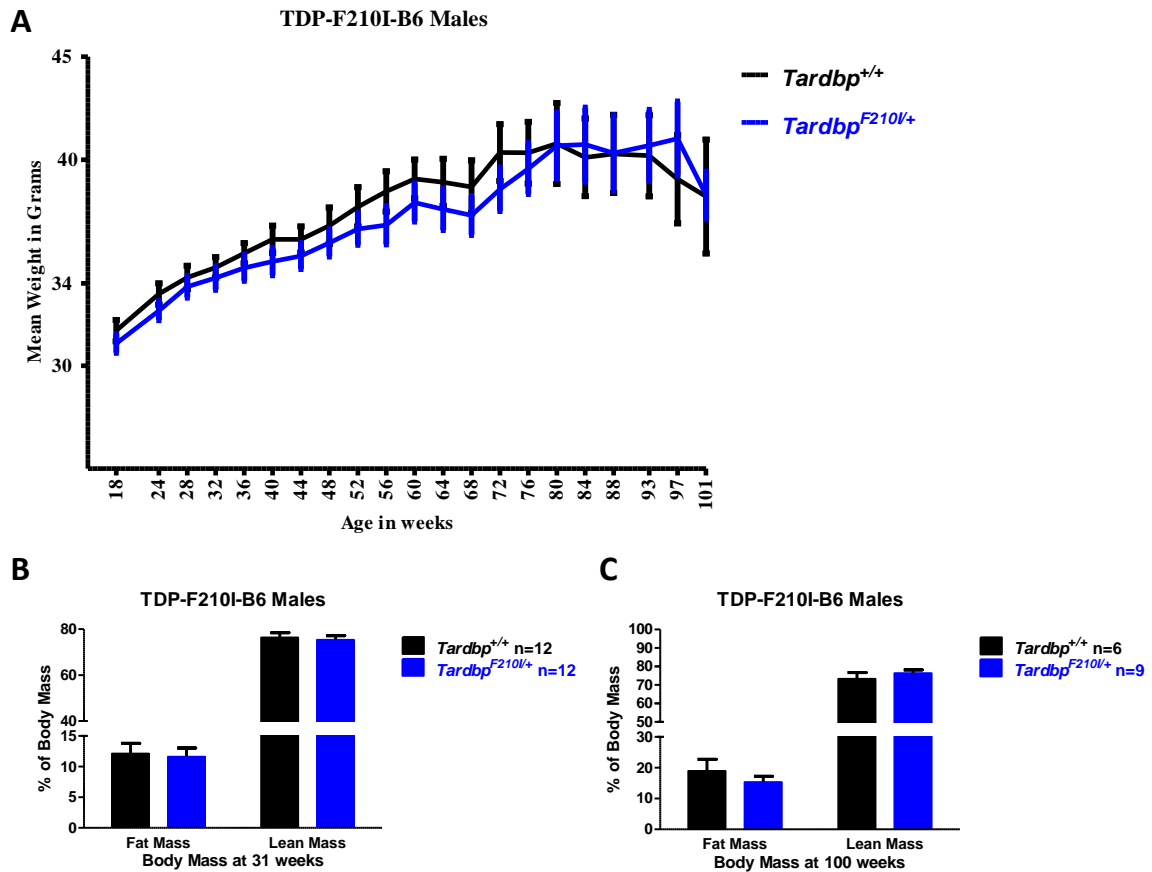 A
TDP-F210I-B6 Males
45
40
34
30
Mean Weight in Grams
18 24 28 32 36 40 44 48 52 56 60 64 68 72 76 80 84 88 93 97 101
Age in weeks
Tardbp+/+
TardbpF210I/+
B
TDP-F210I-B6 Males
80
60
40
15
10
5
0
% of Body Mass
Fat Mass Lean Mass
Body Mass at 31 weeks
Tardbp+/+ n=12
TardbpF210I/+ n=12
C
TDP-F210I-B6 Males
100
90
80
70
60
50
30
20
10
0
% of Body Mass
Fat Mass Lean Mass
Body Mass at 100 weeks
Tardbp+/+ n=6
TardbpF210I/+ n=9